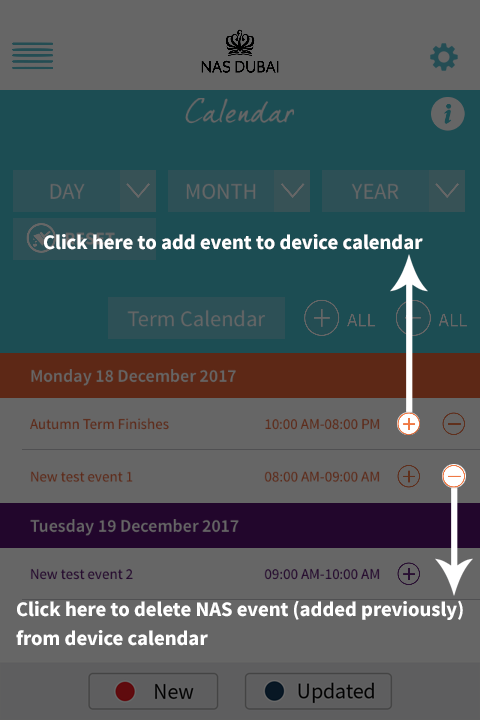 NAS DUBAI
Calendar
i
DAY MONTH YEAR
RESET
Click here to add event to device calendar
Term Calendar + ALL + ALL
Monday 18 December 2017
Autumn Term Finishes 10:00 AM-08:00 PM
New test event 1 08:00 AM-09:00 AM
Tuesday 19 December 2017
New test event 2 09:00 AM-10:00 AM
Click here to delete NAS event (added previously)
from device calendar
New Updated